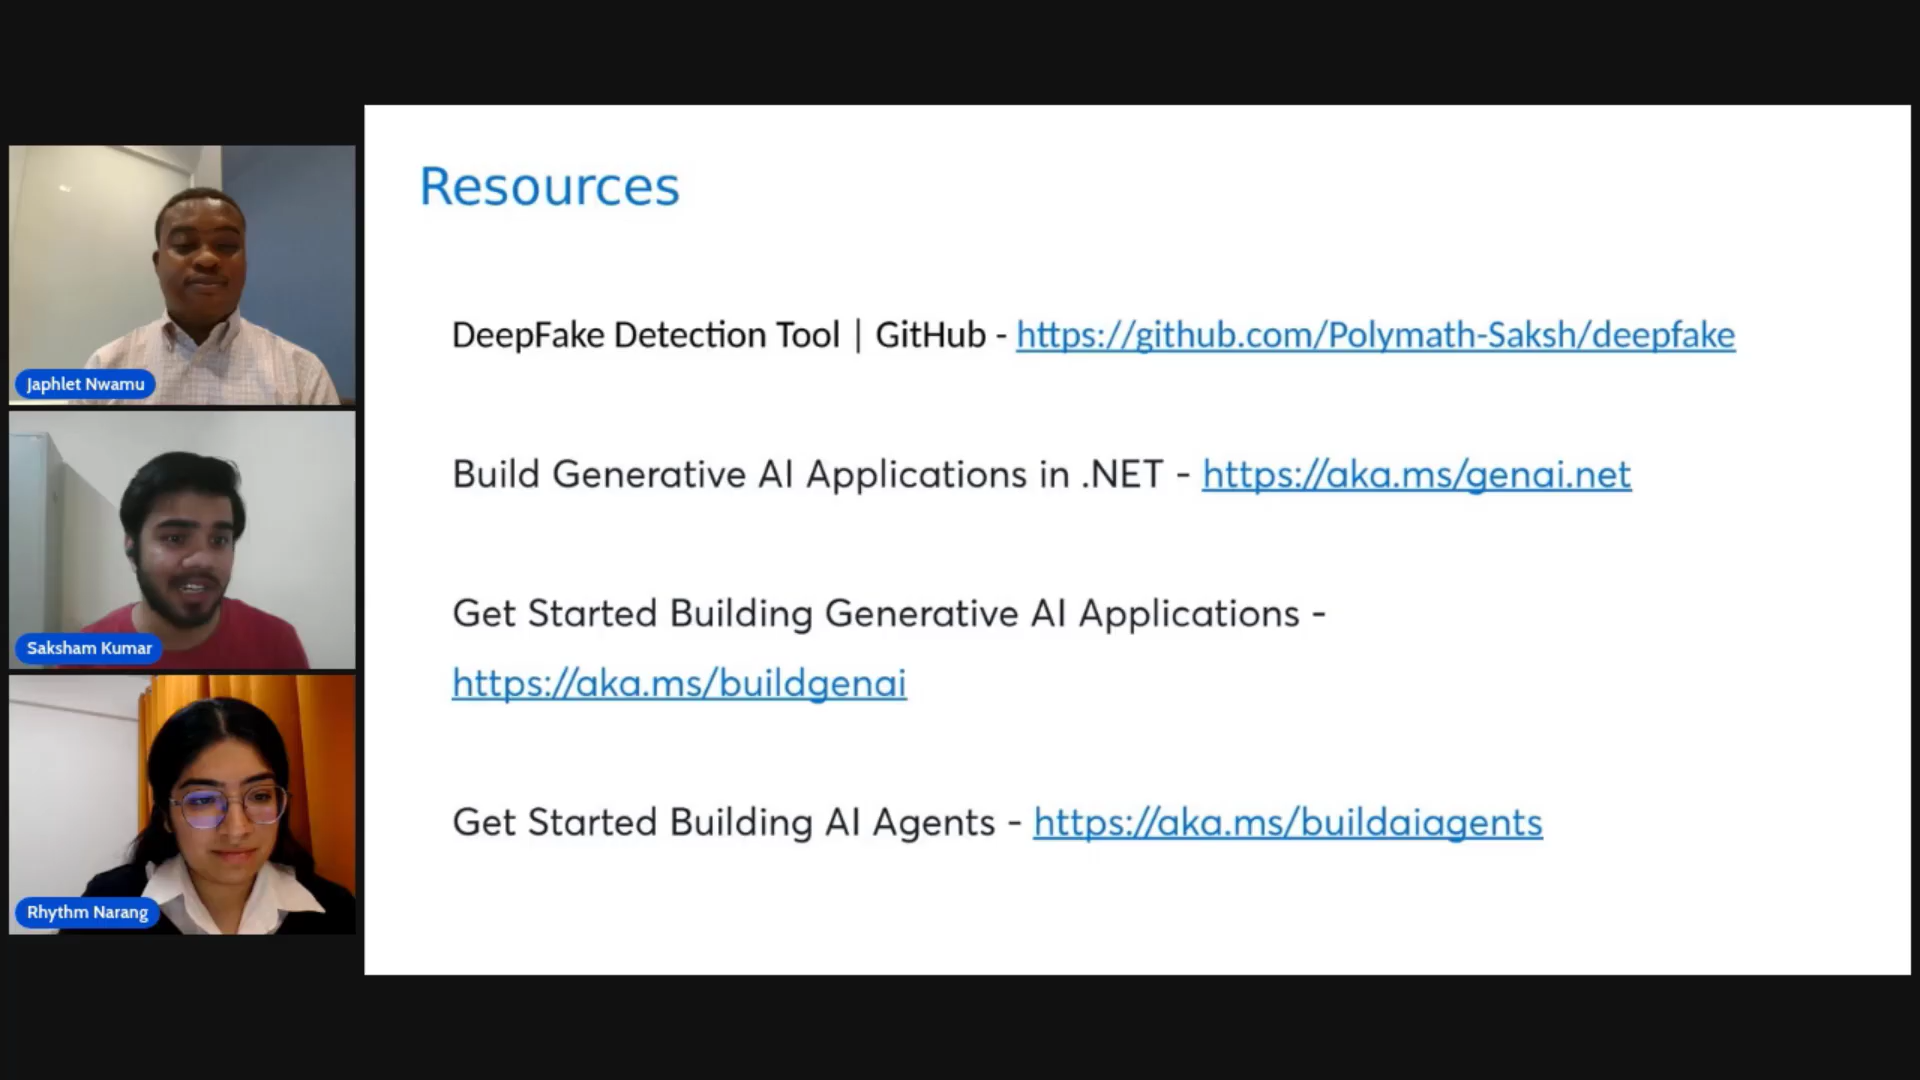 Japhlet Nwamu
Saksham Kumar
Rhythm Narang
Resources
DeepFake Detection Tool | GitHub - https://github.com/Polymath-Saksh/deepfake
Build Generative AI Applications in .NET - https://aka.ms/genai.net
Get Started Building Generative AI Applications -
https://aka.ms/buildgenai
Get Started Building AI Agents - https://aka.ms/buildaiagents